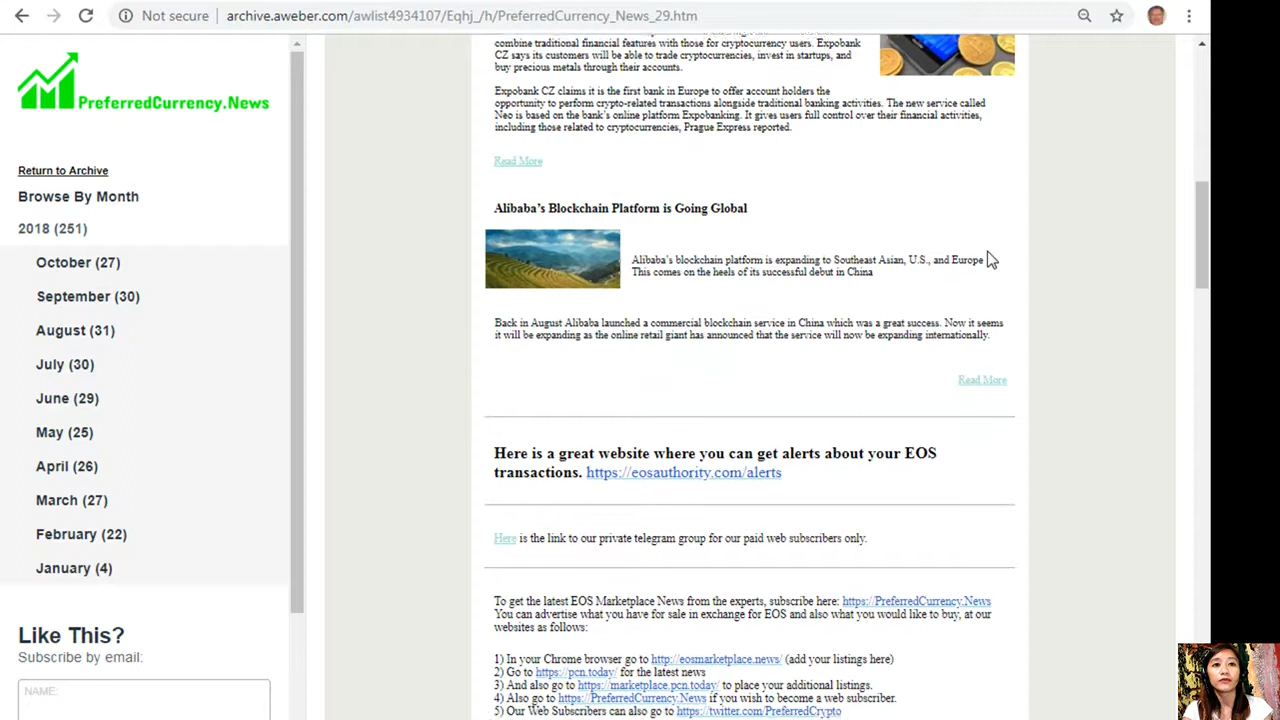 Not secure | archive.aweber.com/awlist4934107/Eqhj_/h/PreferredCurrency_News_29.htm
PreferredCurrency.News
Return to Archive
Browse By Month
2018 (251)
October (27)
September (30)
August (31)
July (30)
June (29)
May (25)
April (26)
March (27)
February (22)
January (4)
Like This?
Subscribe by email:
NAME:
combine traditional financial features with those for cryptocurrency users. Expobank
CZ says its customers will be able to trade cryptocurrencies, invest in startups, and
buy precious metals through their accounts.
Expobank CZ claims it is the first bank in Europe to offer account holders the
opportunity to perform crypto-related transactions alongside traditional banking activities. The new service called
Neo is based on the bank's online platform Expobanking. It gives users full control over their financial activities,
including those related to cryptocurrencies, Prague Express reported.
Read More
Alibaba's Blockchain Platform is Going Global
Alibaba's blockchain platform is expanding to Southeast Asian, U.S., and Europe
This comes on the heels of its successful debut in China
Back in August Alibaba launched a commercial blockchain service in China which was a great success. Now it seems
it will be expanding as the online retail giant has announced that the service will now be expanding internationally.
Read More
Here is a great website where you can get alerts about your EOS
transactions. https://eosauthority.com/alerts
Here is the link to our private telegram group for our paid web subscribers only.
To get the latest EOS Marketplace News from the experts, subscribe here: https://PreferredCurrency.News
You can advertise what you have for sale in exchange for EOS and also what you would like to buy, at our
websites as follows:
1) In your Chrome browser go to http://eosmarketplace.news/ (add your listings here)
2) Go to https://pcn.today/ for the latest news
3) And also go to https://marketplace.pcn.today/ to place your additional listings.
4) Also go to https://PreferredCurrency.News if you wish to become a web subscriber.
5) Our Web Subscribers can also go to https://twitter.com/PreferredCrypto